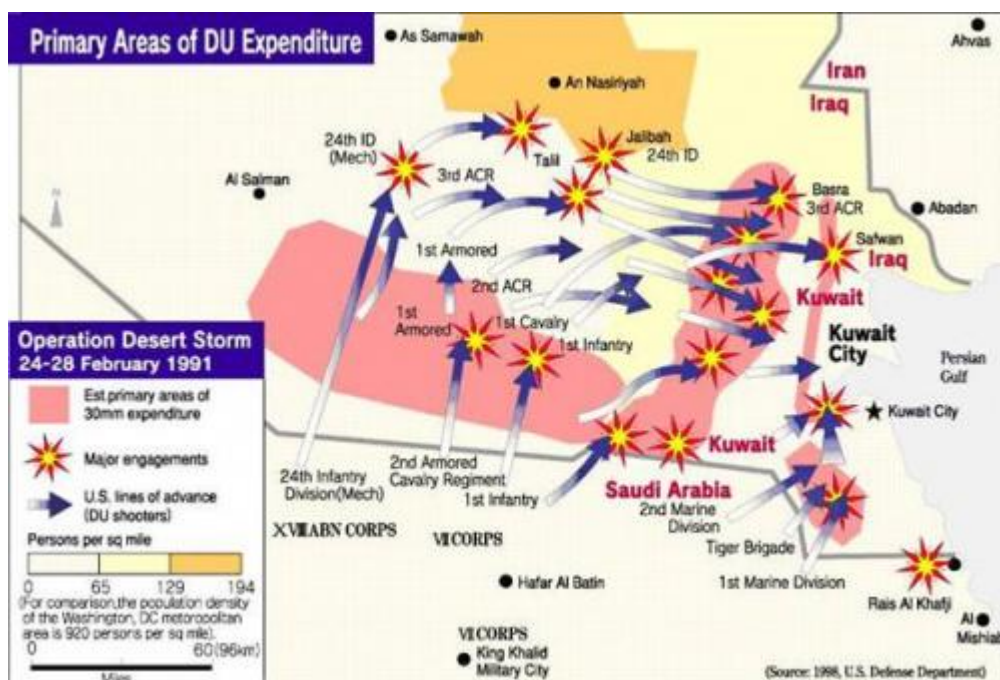 Primary Areas of DU Expenditure
As Samawah
Ahvas
An Nasiriyah
Iran
Iraq
24th ID
(Mech)
Talil
Jalibah
24th ID
Al Salman
3rd ACR
Basra
3rd ACR
Abadan
1st Armored
Safwan
Iraq
2nd ACR
1st
Armored
1st Cavalry
1st Infantry
Kuwait
Kuwait
City
Persian
Gulf
Kuwait City
Operation Desert Storm
24-28 February 1991
Est. primary areas of
30mm expenditure
Major engagements
U.S. lines of advance
(DU shooters)
Persons per sq mile
0 65 129 194
(For comparison, the population density
of the Washington, DC metoropolitan
area is 920 persons per sq mile).
0 60 (96km)
Miles
N
24th Infantry
Division(Mech)
2nd Armored
Cavalry Regiment
1st Infantry
Kuwait
Saudi Arabia
2nd Marine
Division
Tiger Brigade
1st Marine Division
XVIIIABN CORPS
VII CORPS
Hafar Al Batin
Rais Al Khafji
Al
Mishiab
VII CORPS
King Khalid
Military City
(Source: 1998, U.S. Defense Department)